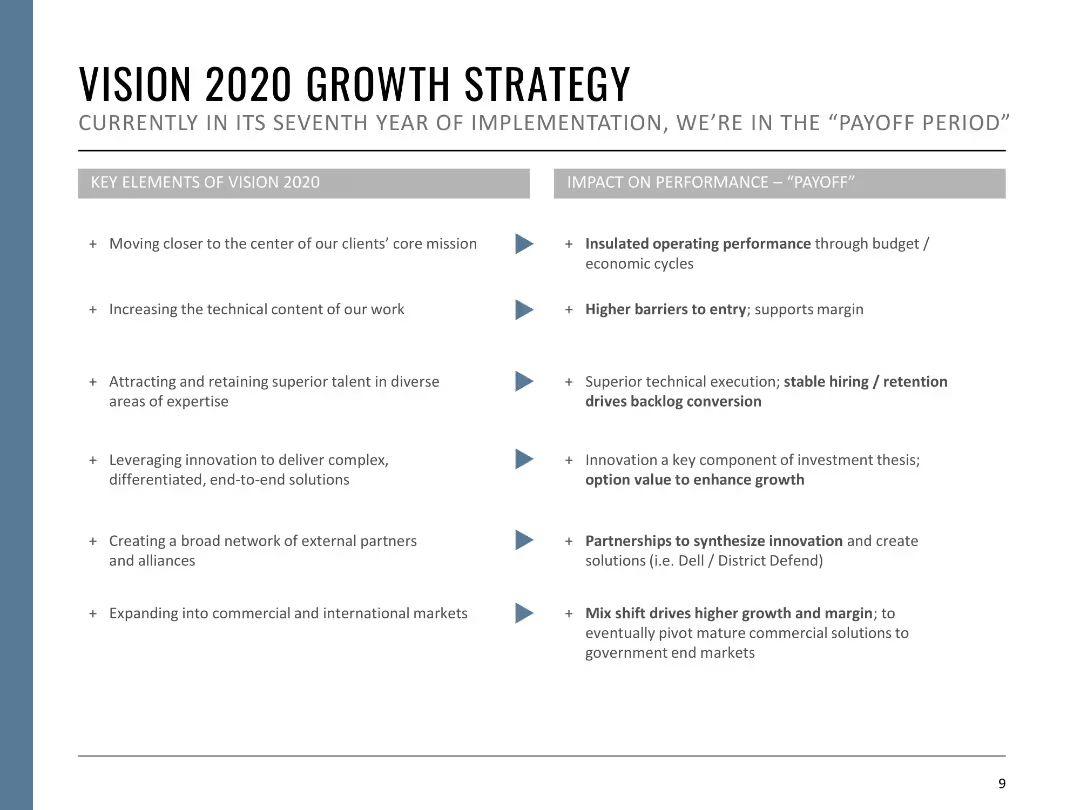 VISION 2020 GROWTH STRATEGY
CURRENTLY IN ITS SEVENTH YEAR OF IMPLEMENTATION, WE’RE IN THE “PAYOFF PERIOD”
KEY ELEMENTS OF VISION 2020
IMPACT ON PERFORMANCE – “PAYOFF”
+ Moving closer to the center of our clients’ core mission
+ Insulated operating performance through budget /
economic cycles
+ Increasing the technical content of our work
+ Higher barriers to entry; supports margin
+ Attracting and retaining superior talent in diverse
areas of expertise
+ Superior technical execution; stable hiring / retention
drives backlog conversion
+ Leveraging innovation to deliver complex,
differentiated, end-to-end solutions
+ Innovation a key component of investment thesis;
option value to enhance growth
+ Creating a broad network of external partners
and alliances
+ Partnerships to synthesize innovation and create
solutions (i.e. Dell / District Defend)
+ Expanding into commercial and international markets
+ Mix shift drives higher growth and margin; to
eventually pivot mature commercial solutions to
government end markets
9